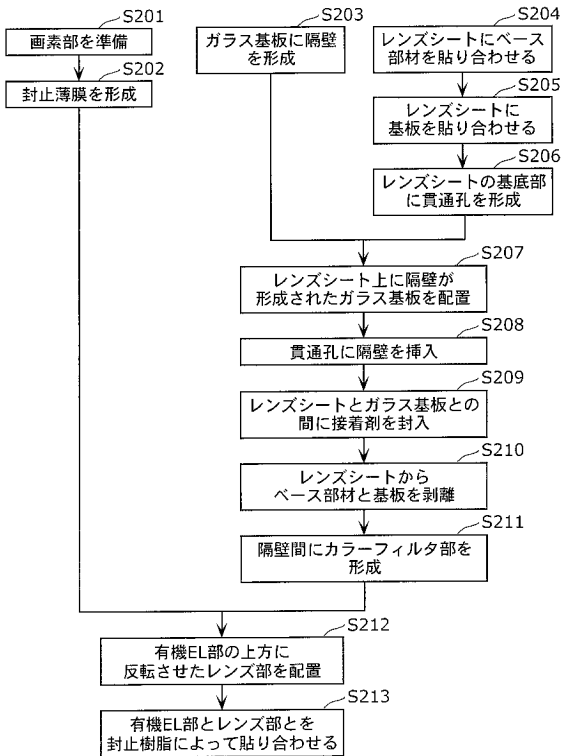 S201
画素部を準備
S202
封止薄膜を形成
S203
ガラス基板に隔壁
を形成
S204
レンズシートにベース
部材を貼り合わせる
S205
レンズシートに
基板を貼り合わせる
S206
レンズシートの基底部
に貫通孔を形成
S207
レンズシート上に隔壁が
形成されたガラス基板を配置
S208
貫通孔に隔壁を挿入
S209
レンズシートとガラス基板との
間に接着剤を封入
S210
レンズシートから
ベース部材と基板を剥離
S211
隔壁間にカラーフィルタ部を
形成
S212
有機EL部の上方に
反転させたレンズ部を配置
S213
有機EL部とレンズ部とを
封止樹脂によって貼り合わせる